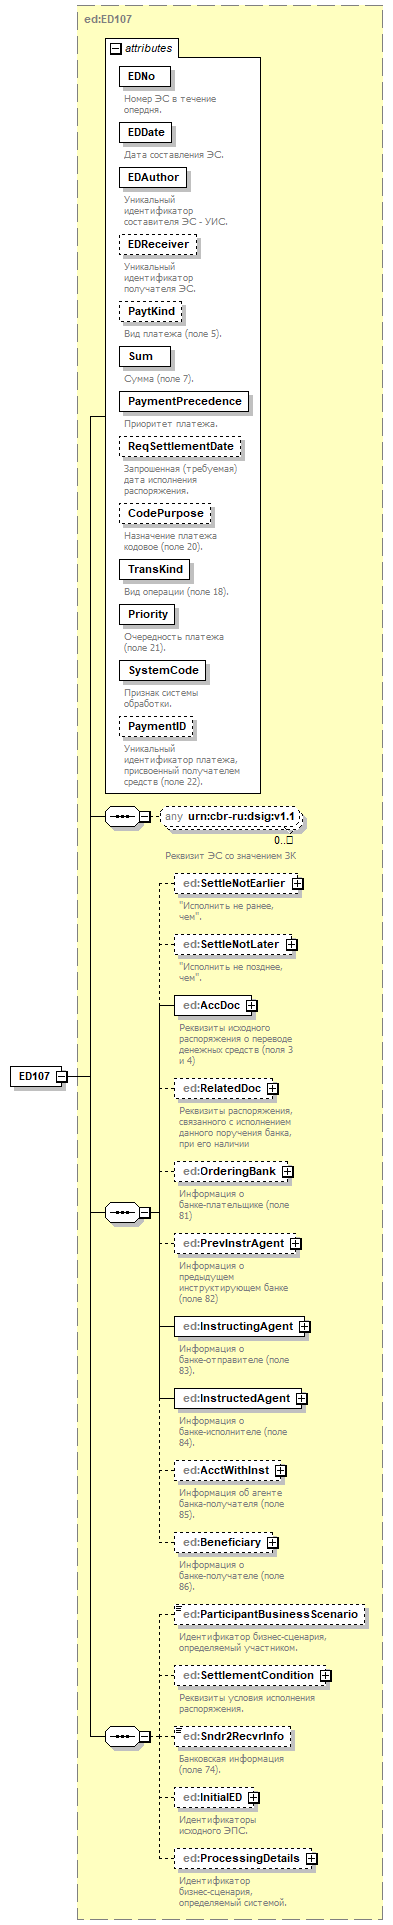 ed:ED107
attributes
EDNo
Номер ЭС в течение
опердня.
EDDate
Дата составления ЭС.
EDAuthor
Уникальный
идентификатор
составителя ЭС - УИС.
EDReceiver
Уникальный
идентификатор
получателя ЭС.
PaytKind
Вид платежа (поле 5).
Sum
Сумма (поле 7).
PaymentPrecedence
Приоритет платежа.
ReqSettlementDate
Запрошенная (требуемая)
дата исполнения
распоряжения.
CodePurpose
Назначение платежа
кодовое (поле 20).
TransKind
Вид операции (поле 18).
Priority
Очередность платежа
(поле 21).
SystemCode
Признак системы
обработки.
PaymentID
Уникальный
идентификатор платежа,
присвоенный получателем
средств (поле 22).
any urn:cbr-ru:dsig:v1.1
0..□
Реквизит ЭС со значением ЗК
ed:SettleNotEarlier
"Исполнить не ранее,
чем".
ed:SettleNotLater
"Исполнить не позднее,
чем".
ed:AccDoc
Реквизиты исходного
распоряжения о переводе
денежных средств (поля 3
и 4)
ED107
ed:RelatedDoc
Реквизиты распоряжения,
связанного с исполнением
данного поручения банка,
при его наличии
ed:OrderingBank
Информация о
банке-плательщике (поле
81)
ed:PrevInstrAgent
Информация о
предыдущем
инструктирующем банке
(поле 82)
ed:InstructingAgent
Информация о
банке-отправителе (поле
83).
ed:InstructedAgent
Информация о
банке-исполнителе (поле
84).
ed:AcctWithInst
Информация об агенте
банка-получателя (поле
85).
ed:Beneficiary
Информация о
банке-получателе (поле
86).
ed:ParticipantBusinessScenario
Идентификатор бизнес-сценария,
определяемый участником.
ed:SettlementCondition
Реквизиты условия исполнения
распоряжения.
ed:Sndr2RecvrInfo
Банковская информация
(поле 74).
ed:InitialED
Идентификаторы
исходного ЭПС.
ed:ProcessingDetails
Идентификатор
бизнес-сценария,
определяемый системой.